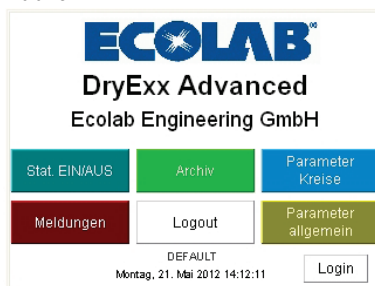 ECOLAB®
DryExx Advanced
Ecolab Engineering GmbH
Stat. EIN/AUS
Archiv
Parameter
Kreise
Meldungen
Logout
Parameter
allgemein
DEFAULT
Montag, 21. Mai 2012 14:12:11
Login